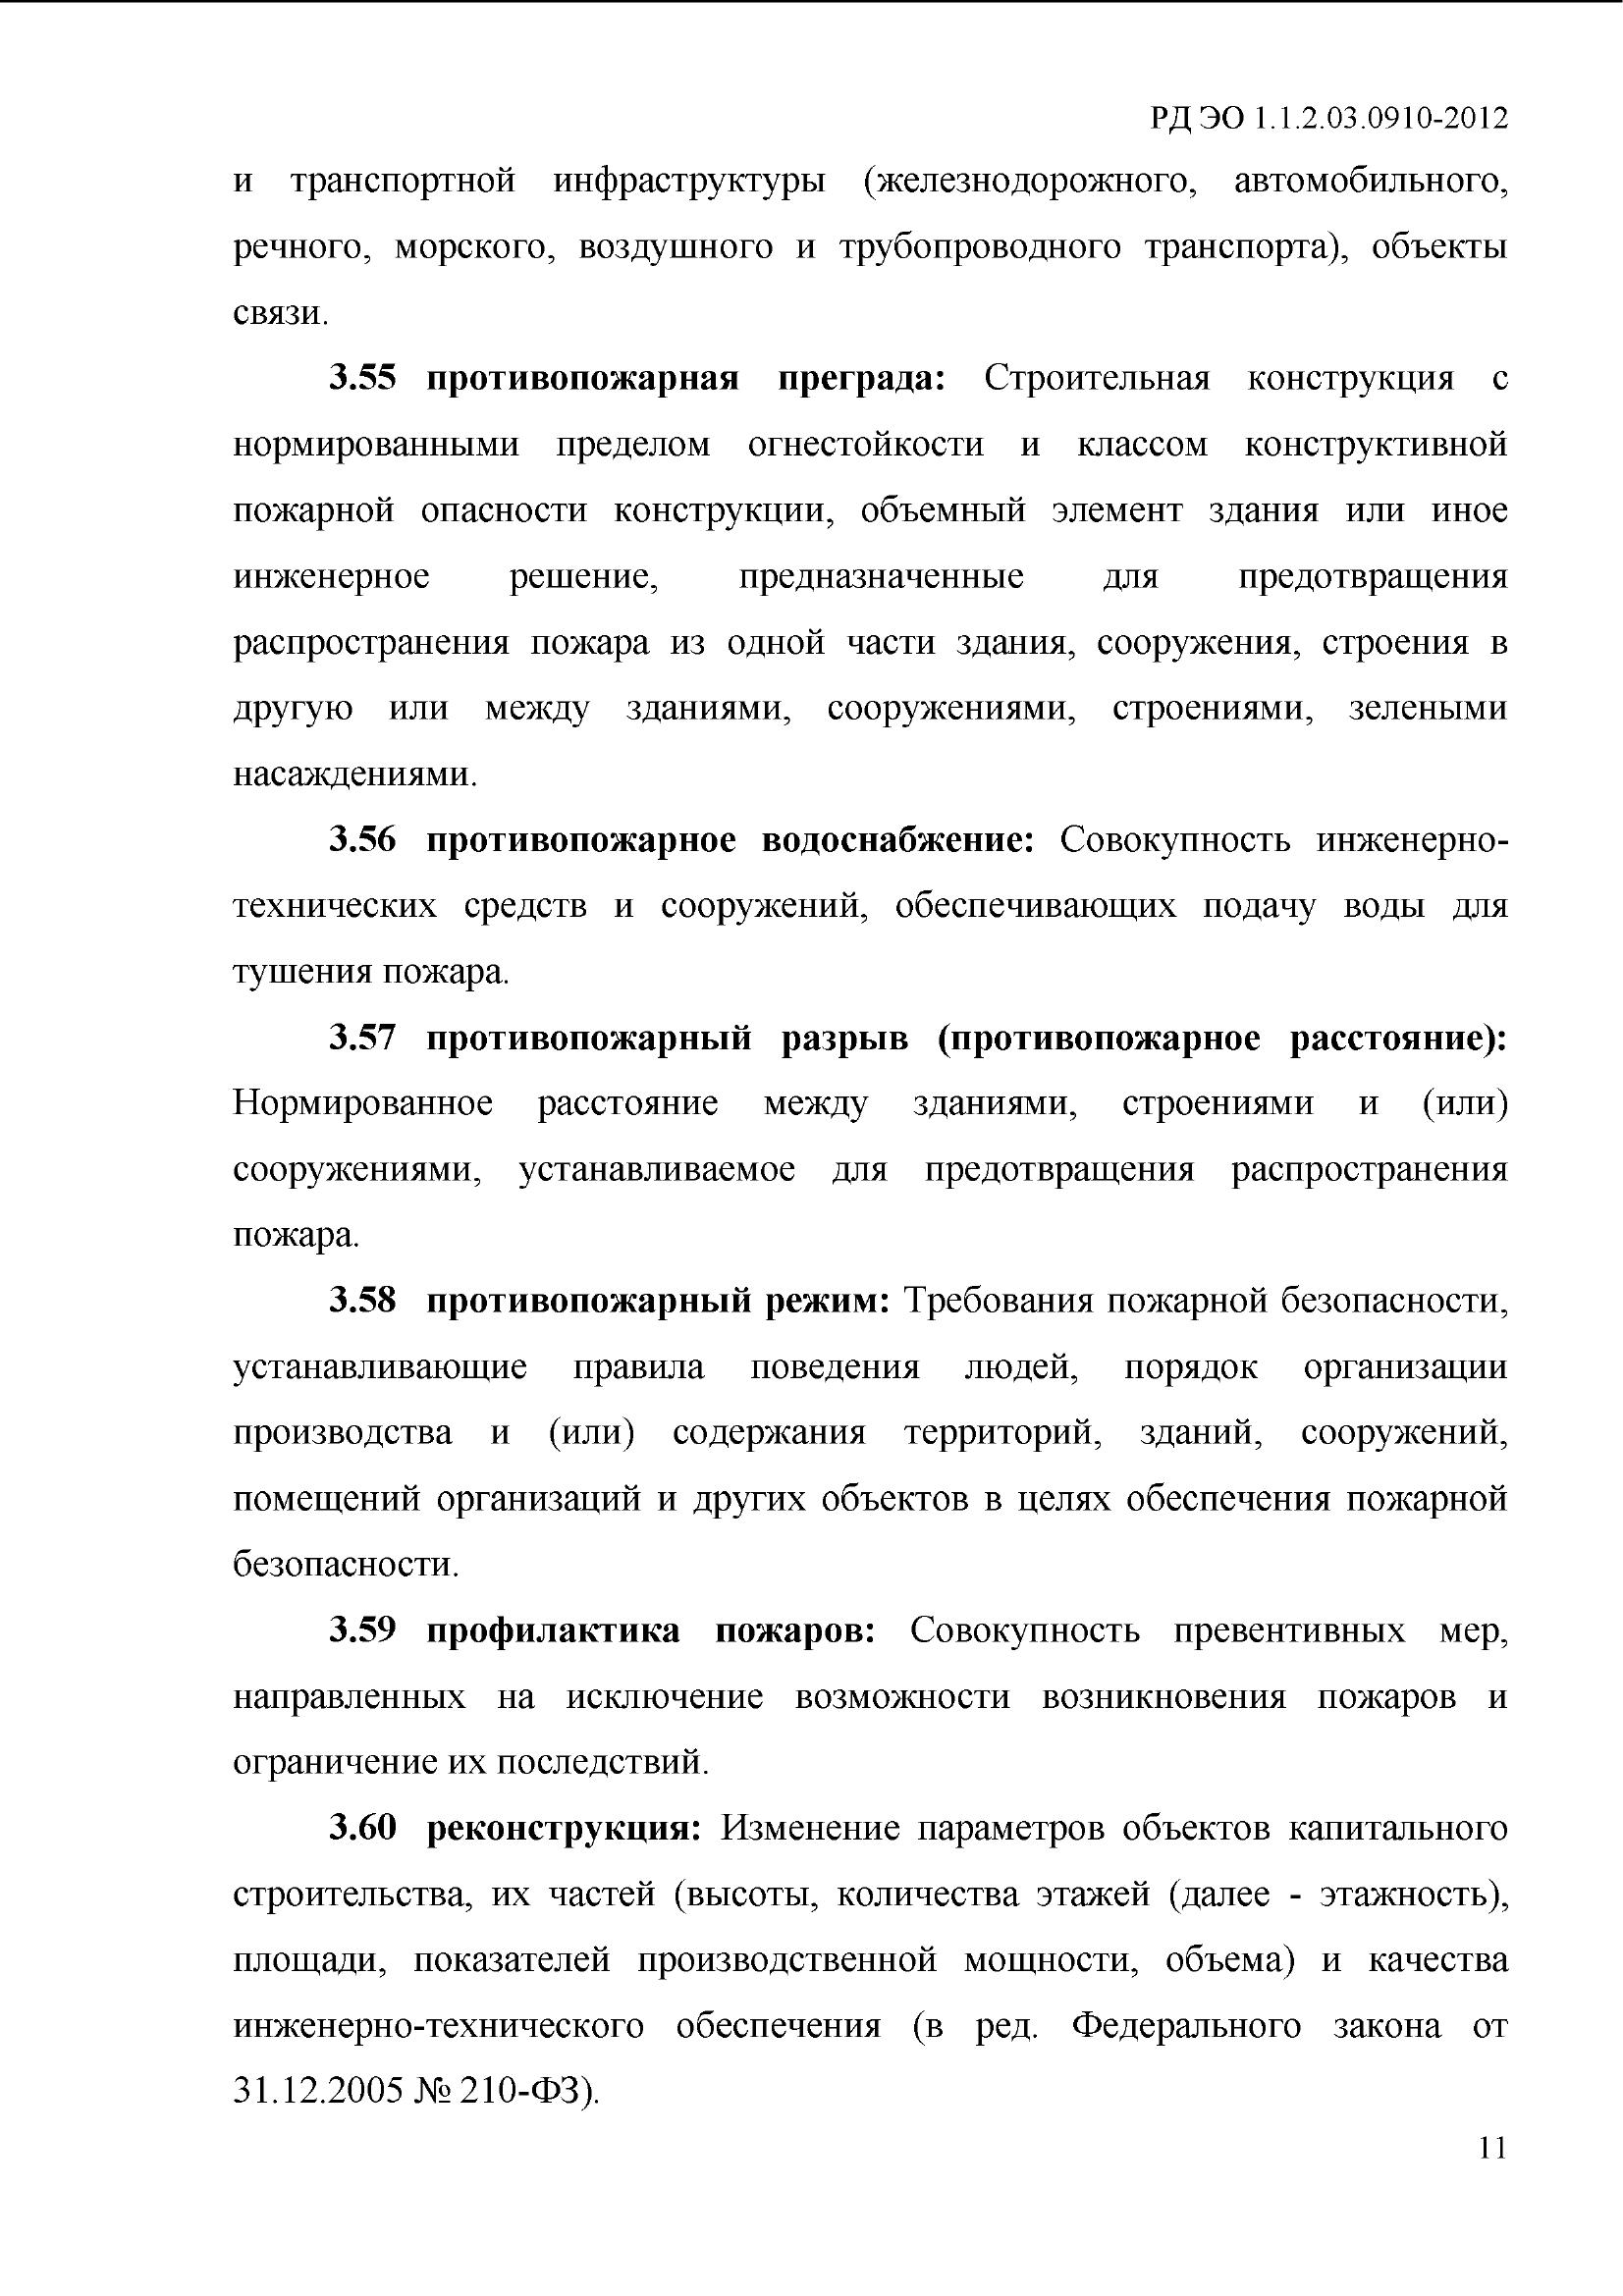 РД ЭО 1.1.2.03.0910-2012
и транспортной инфраструктуры (железнодорожного, автомобильного,
речного, морского, воздушного и трубопроводного транспорта), объекты
связи.
3.55 противопожарная преграда: Строительная конструкция с
нормированными пределом огнестойкости и классом конструктивной
пожарной опасности конструкции, объемный элемент здания или иное
инженерное решение, предназначенные для предотвращения
распространения пожара из одной части здания, сооружения, строения в
другую или между зданиями, сооружениями, строениями, зелеными
насаждениями.
3.56 противопожарное водоснабжение: Совокупность инженерно-
технических средств и сооружений, обеспечивающих подачу воды для
тушения пожара.
3.57 противопожарный разрыв (противопожарное расстояние):
Нормированное расстояние между зданиями, строениями и (или)
сооружениями, устанавливаемое для предотвращения распространения
пожара.
3.58 противопожарный режим: Требования пожарной безопасности,
устанавливающие правила поведения людей, порядок организации
производства и (или) содержания территорий, зданий, сооружений,
помещений организаций и других объектов в целях обеспечения пожарной
безопасности.
3.59 профилактика пожаров: Совокупность превентивных мер,
направленных на исключение возможности возникновения пожаров и
ограничение их последствий.
3.60 реконструкция: Изменение параметров объектов капитального
строительства, их частей (высоты, количества этажей (далее - этажность),
площади, показателей производственной мощности, объема) и качества
инженерно-технического обеспечения (в ред. Федерального закона от
31.12.2005 № 210-ФЗ).
11